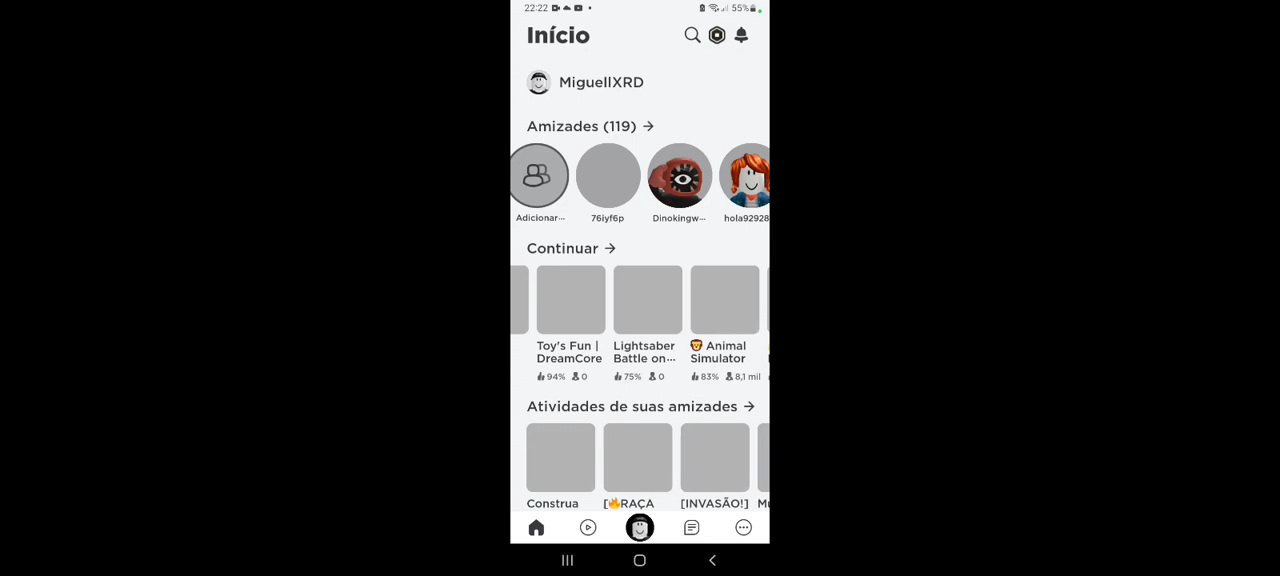 22:22
55%
Início
MiguellXRD
Amizades (119) →
Adicionar...
76iyf6p
Dinokingw...
hola92928
Continuar →
Toy's Fun |
DreamCore
94% 0
Lightsaber
Battle on...
75% 0
🦁 Animal
Simulator
83% 8,1 mil
Atividades de suas amizades →
Construa
[🔥RAÇA
[INVASÃO!]